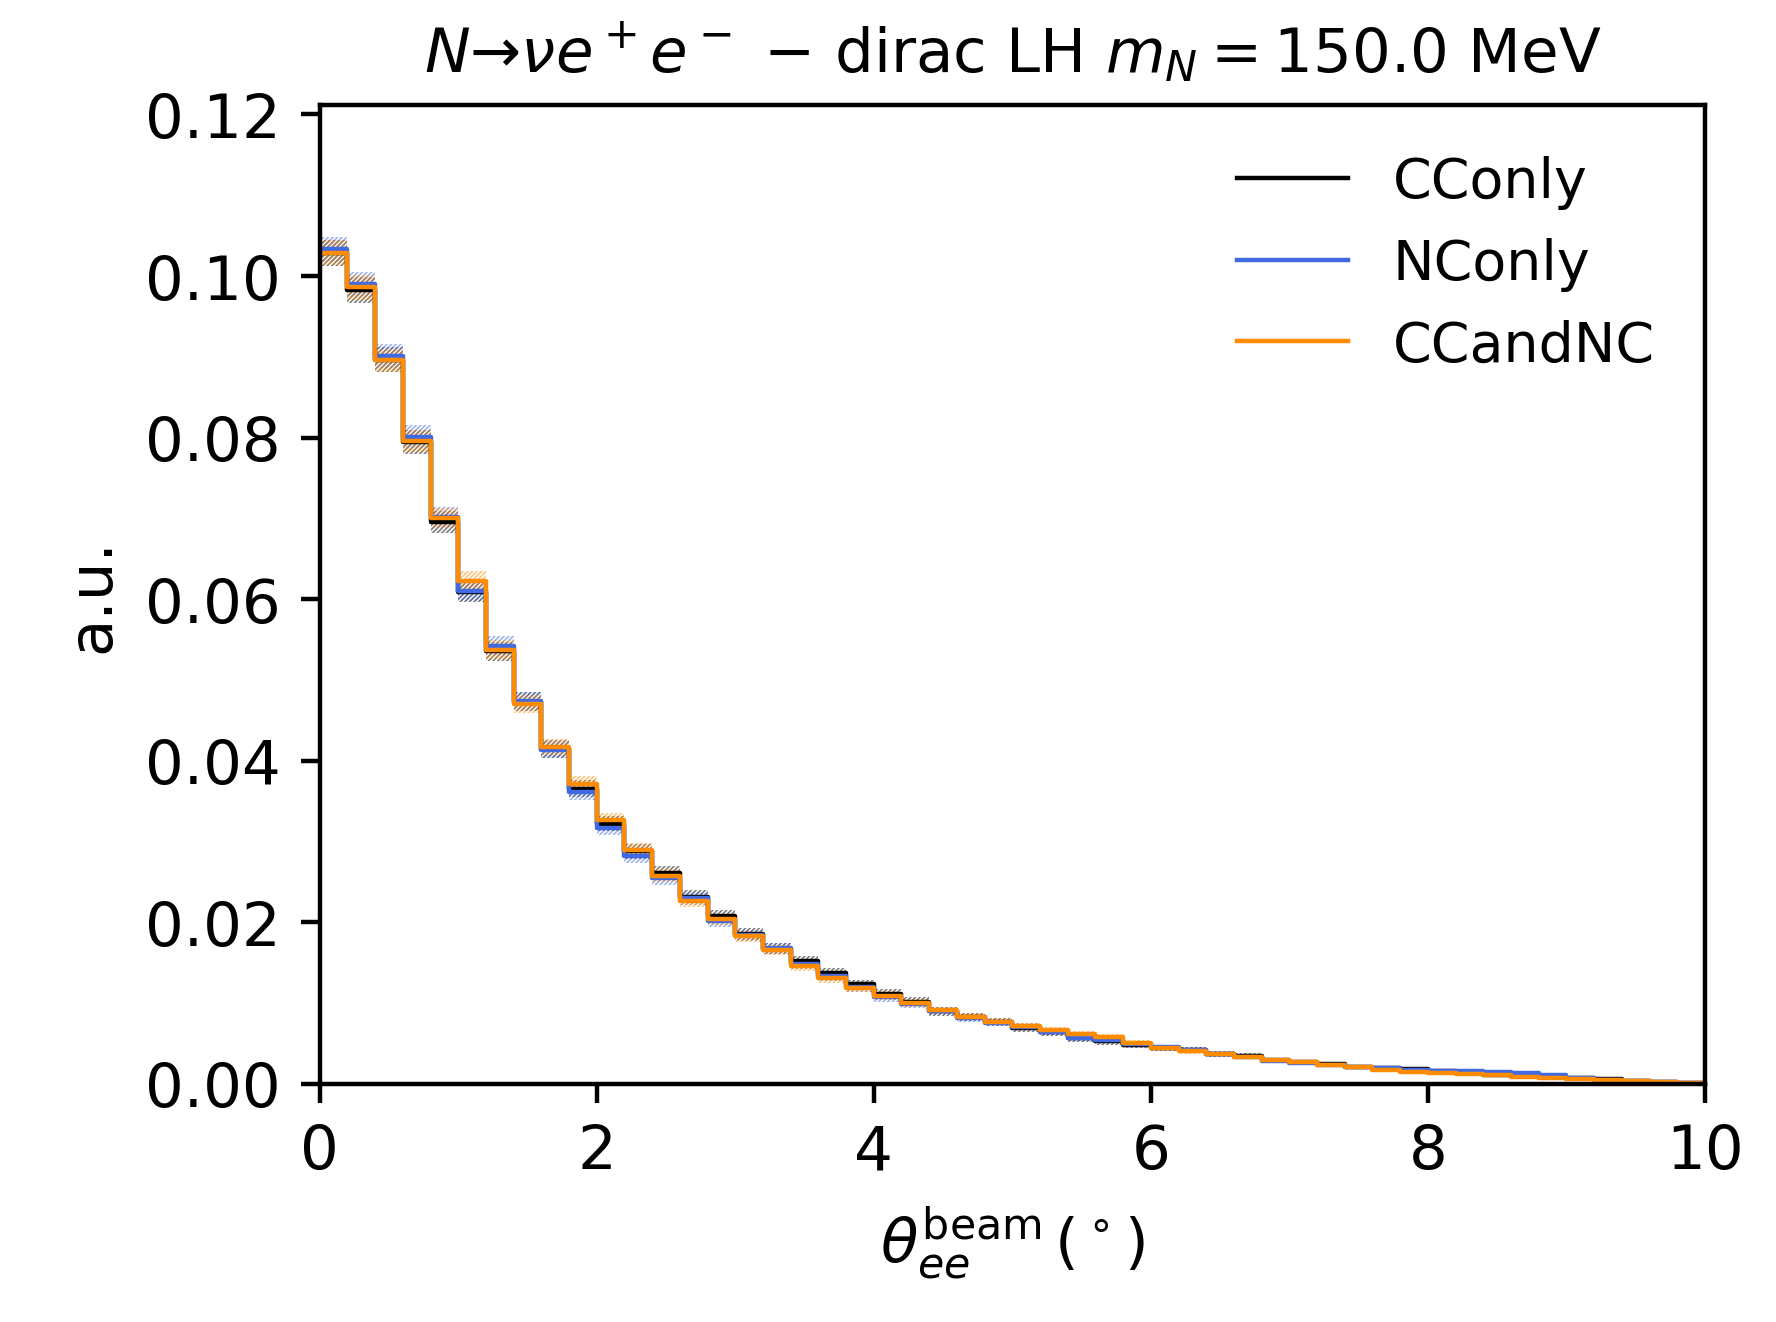 N→νe⁺e⁻ − dirac LH m_N = 150.0 MeV
0.12
0.10
0.08
0.06
0.04
0.02
0.00
a.u.
CConly
NConly
CCandNC
0 2 4 6 8 10
θ_ee^beam (°)